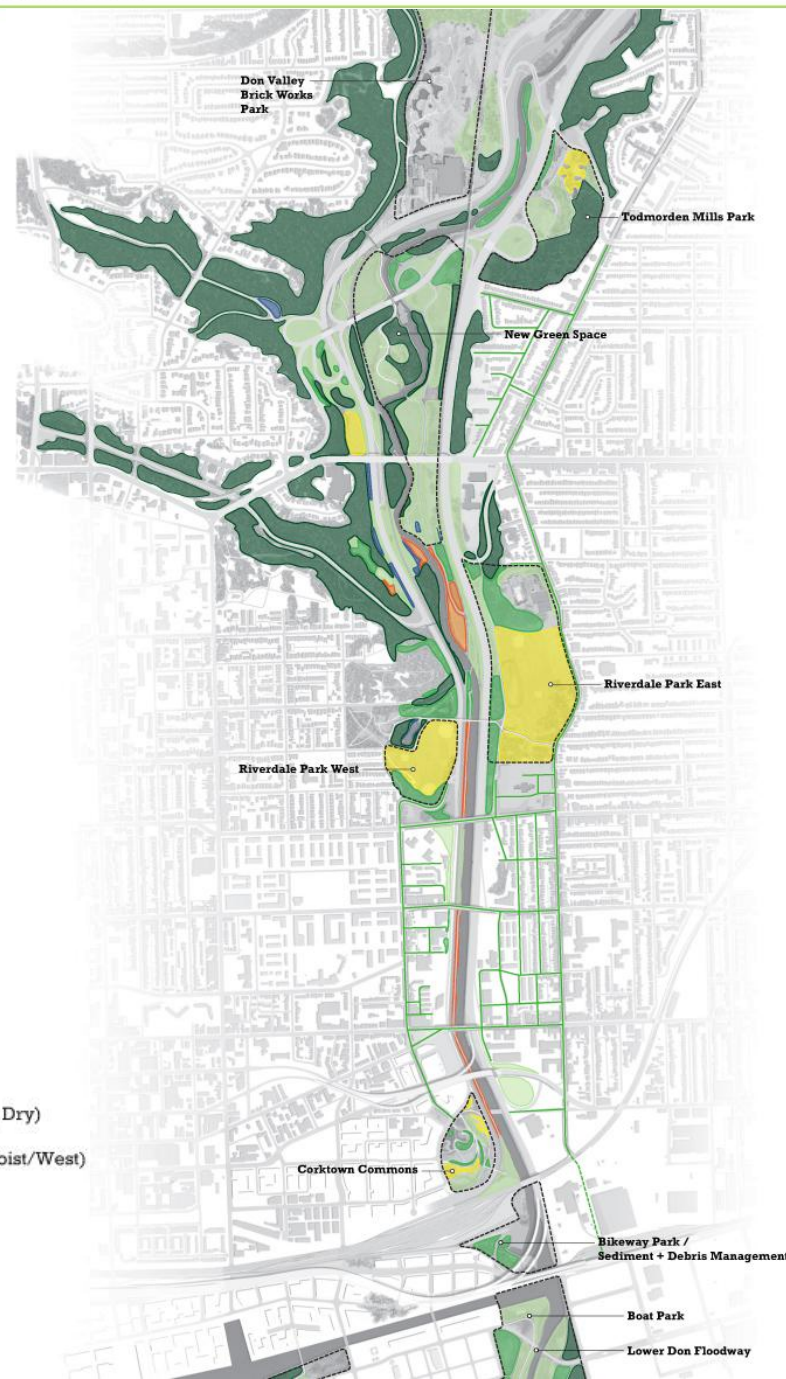 Don Valley
Brick Works
Park
Todmorden Mills Park
New Green Space
Riverdale Park East
Riverdale Park West
Dry)
oist/West)
Corktown Commons
Bikeway Park /
Sediment + Debris Management
Boat Park
Lower Don Floodway